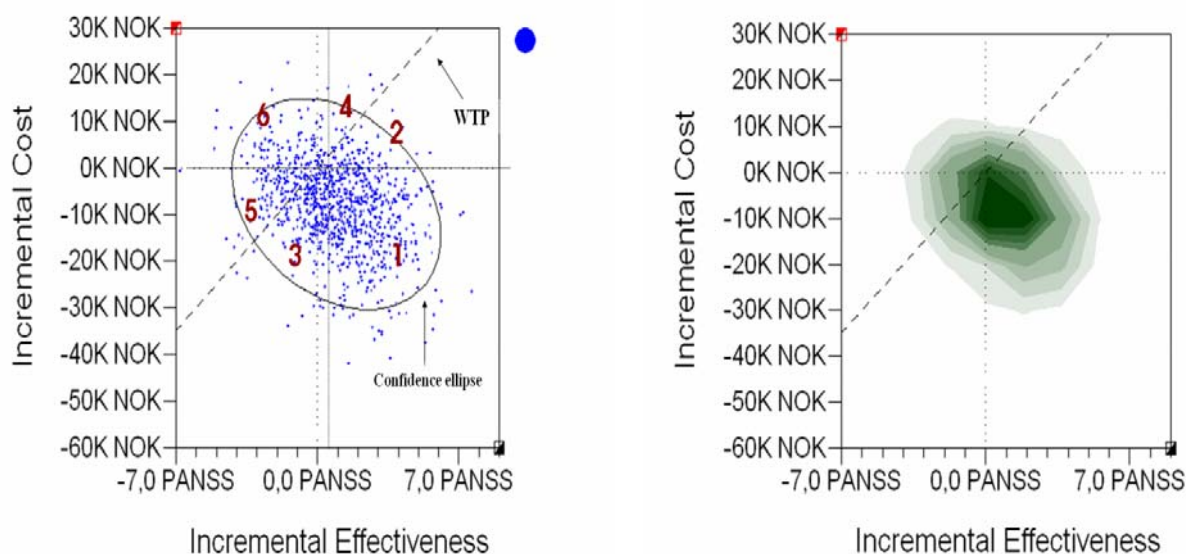 30K NOK
20K NOK
10K NOK
0K NOK
-10K NOK
-20K NOK
-30K NOK
-40K NOK
-50K NOK
-60K NOK
Incremental Cost
6
4
2
5
3
1
WTP
Confidence ellipse
-7,0 PANSS 0,0 PANSS 7,0 PANSS
Incremental Effectiveness
30K NOK
20K NOK
10K NOK
0K NOK
-10K NOK
-20K NOK
-30K NOK
-40K NOK
-50K NOK
-60K NOK
Incremental Cost
-7,0 PANSS 0,0 PANSS 7,0 PANSS
Incremental Effectiveness